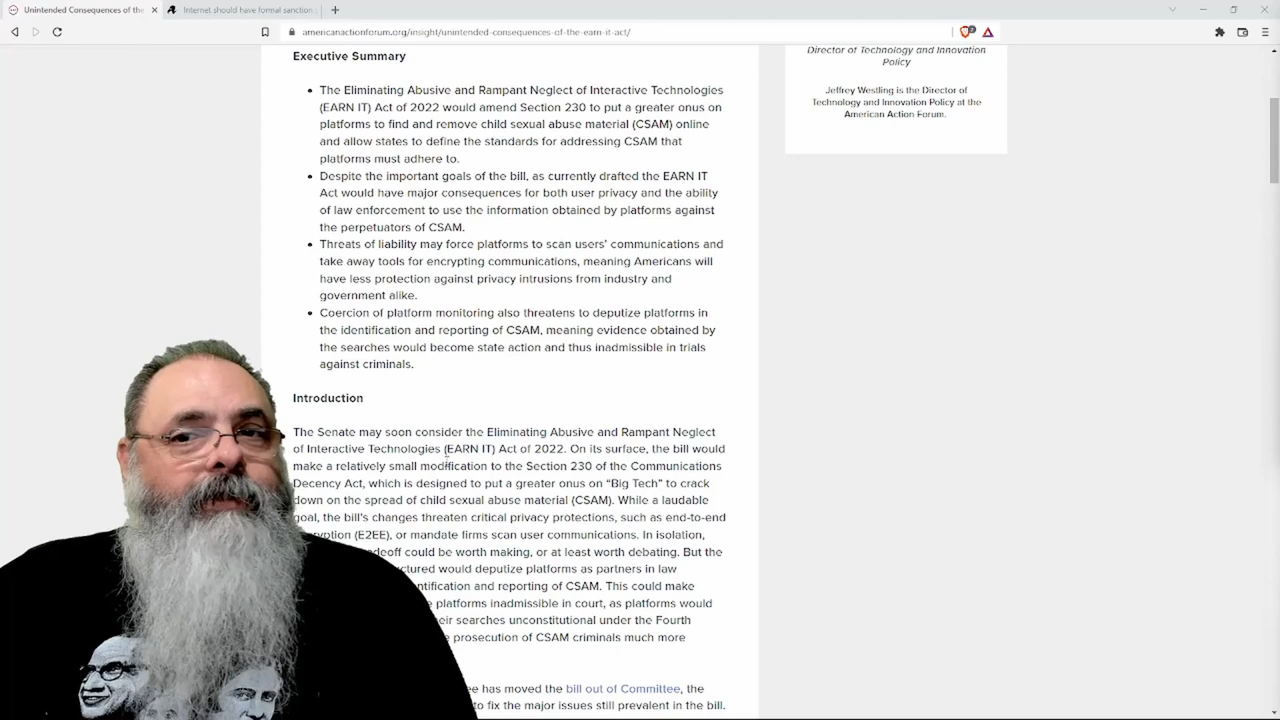 Unintended Consequences of the
Internet should have formal sanction
americanactionforum.org/insight/unintended-consequences-of-the-earn-it-act/
Executive Summary
The Eliminating Abusive and Rampant Neglect of Interactive Technologies
(EARN IT) Act of 2022 would amend Section 230 to put a greater onus on
platforms to find and remove child sexual abuse material (CSAM) online
and allow states to define the standards for addressing CSAM that
platforms must adhere to.
Despite the important goals of the bill, as currently drafted the EARN IT
Act would have major consequences for both user privacy and the ability
of law enforcement to use the information obtained by platforms against
the perpetuators of CSAM.
Threats of liability may force platforms to scan users' communications and
take away tools for encrypting communications, meaning Americans will
have less protection against privacy intrusions from industry and
government alike.
Coercion of platform monitoring also threatens to deputize platforms in
the identification and reporting of CSAM, meaning evidence obtained by
the searches would become state action and thus inadmissible in trials
against criminals.
Introduction
The Senate may soon consider the Eliminating Abusive and Rampant Neglect
of Interactive Technologies (EARN IT) Act of 2022. On its surface, the bill would
make a relatively small modification to the Section 230 of the Communications
Decency Act, which is designed to put a greater onus on “Big Tech” to crack
down on the spread of child sexual abuse material (CSAM). While a laudable
goal, the bill's changes threaten critical privacy protections, such as end-to-end
(E2EE), or mandate firms scan user communications. In isolation,
could be worth making, or at least worth debating. But the
would deputize platforms as partners in law
and reporting of CSAM. This could make
platforms inadmissible in court, as platforms would
searches unconstitutional under the Fourth
prosecution of CSAM criminals much more
has moved the bill out of Committee, the
to fix the major issues still prevalent in the bill.
Director of Technology and Innovation
Policy
Jeffrey Westling is the Director of
Technology and Innovation Policy at the
American Action Forum.